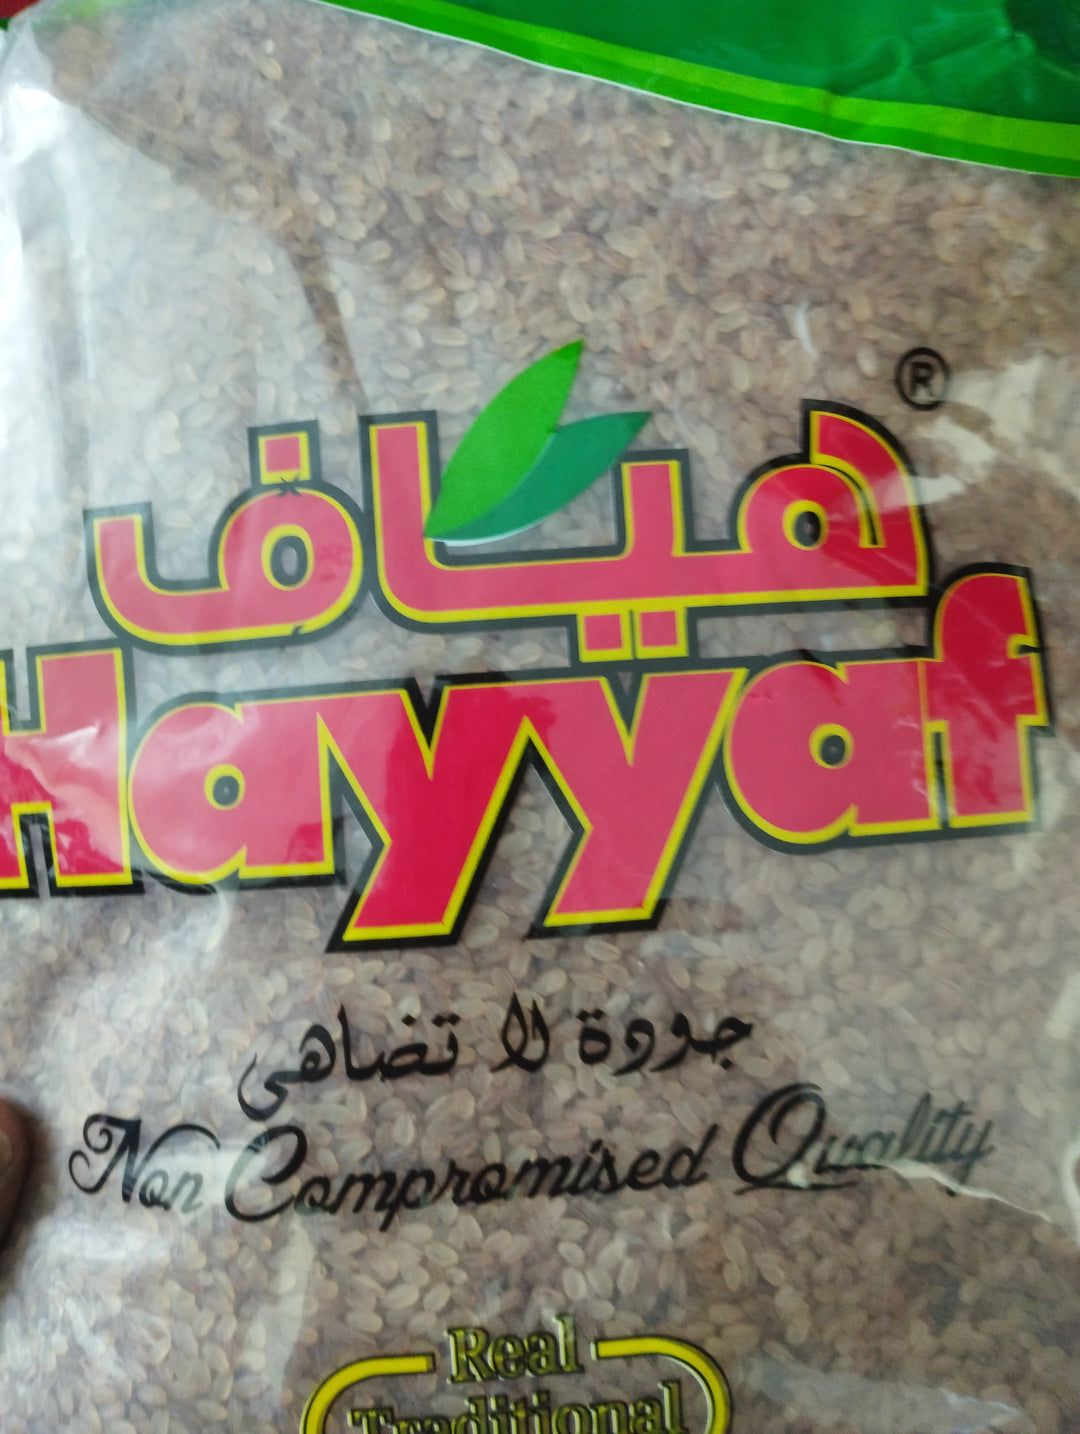 هياف ®
Hayyaf
جودة لا تضاهى
Non Compromised Quality
Real
Traditional